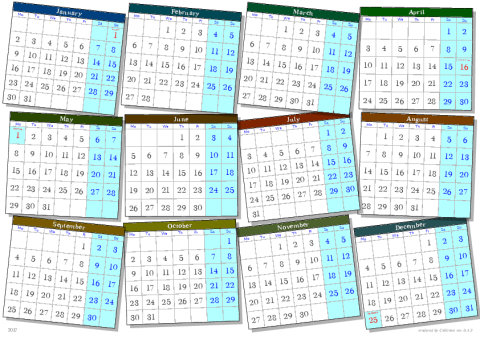 January
Mo Tu We Th Fr Sa Su
1
2 3 4 5 6 7 8
9 10 11 12 13 14 15
16 17 18 19 20 21 22
23 24 25 26 27 28 29
30 31
February
Mo Tu We Th Fr Sa Su
1 2 3 4 5
6 7 8 9 10 11 12
13 14 15 16 17 18 19
20 21 22 23 24 25 26
27 28
March
Mo Tu We Th Fr Sa Su
1 2 3 4 5
6 7 8 9 10 11 12
13 14 15 16 17 18 19
20 21 22 23 24 25 26
27 28 29 30 31
April
Mo Tu We Th Fr Sa Su
1 2
3 4 5 6 7 8 9
10 11 12 13 14 15 16
17 18 19 20 21 22 23
24 25 26 27 28 29 30
May
Mo Tu We Th Fr Sa Su
1 2 3 4 5 6 7
8 9 10 11 12 13 14
15 16 17 18 19 20 21
22 23 24 25 26 27 28
29 30 31
June
Mo Tu We Th Fr Sa Su
1 2 3 4
5 6 7 8 9 10 11
12 13 14 15 16 17 18
19 20 21 22 23 24 25
26 27 28 29 30
July
Mo Tu We Th Fr Sa Su
1 2
3 4 5 6 7 8 9
10 11 12 13 14 15 16
17 18 19 20 21 22 23
24 25 26 27 28 29 30
31
August
Mo Tu We Th Fr Sa Su
1 2 3 4 5 6
7 8 9 10 11 12 13
14 15 16 17 18 19 20
21 22 23 24 25 26 27
28 29 30 31
September
Mo Tu We Th Fr Sa Su
1 2 3
4 5 6 7 8 9 10
11 12 13 14 15 16 17
18 19 20 21 22 23 24
25 26 27 28 29 30
October
Mo Tu We Th Fr Sa Su
1
2 3 4 5 6 7 8
9 10 11 12 13 14 15
16 17 18 19 20 21 22
23 24 25 26 27 28 29
30 31
November
Mo Tu We Th Fr Sa Su
1 2 3 4 5
6 7 8 9 10 11 12
13 14 15 16 17 18 19
20 21 22 23 24 25 26
27 28 29 30
December
Mo Tu We Th Fr Sa Su
1 2 3
4 5 6 7 8 9 10
11 12 13 14 15 16 17
18 19 20 21 22 23 24
25 26 27 28 29 30 31
2017